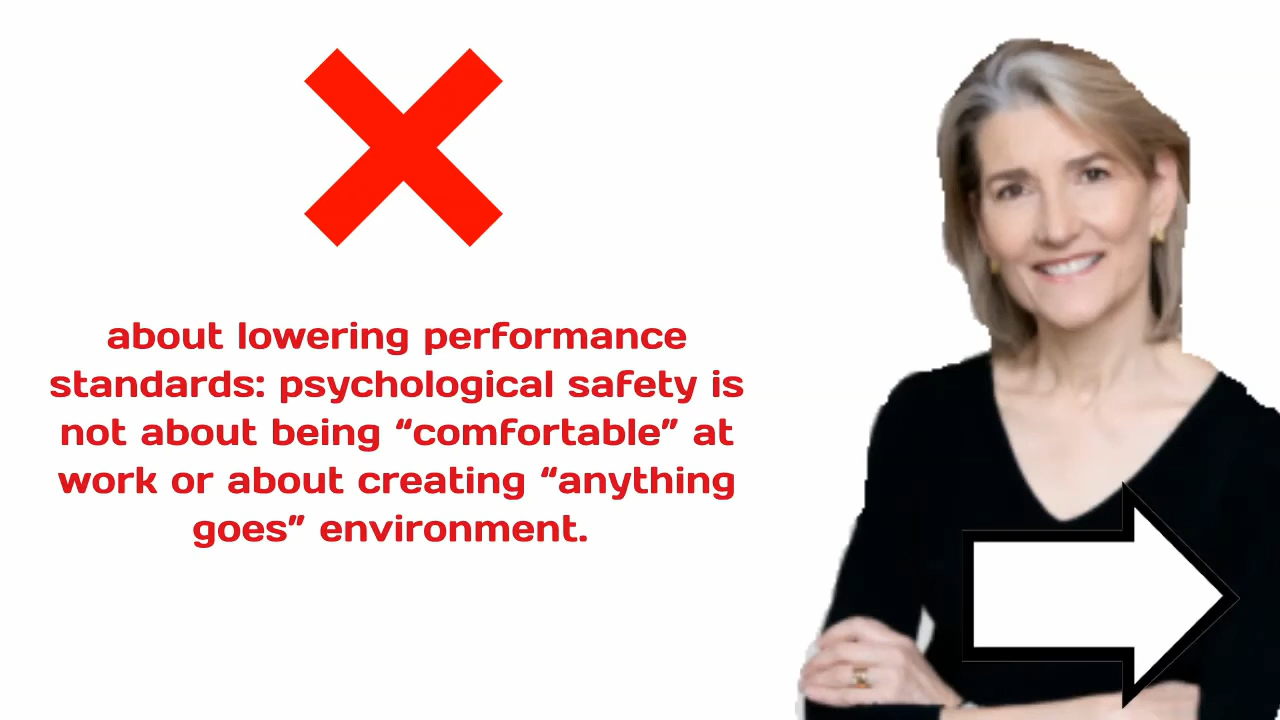 about lowering performance
standards: psychological safety is
not about being “comfortable” at
work or about creating “anything
goes” environment.